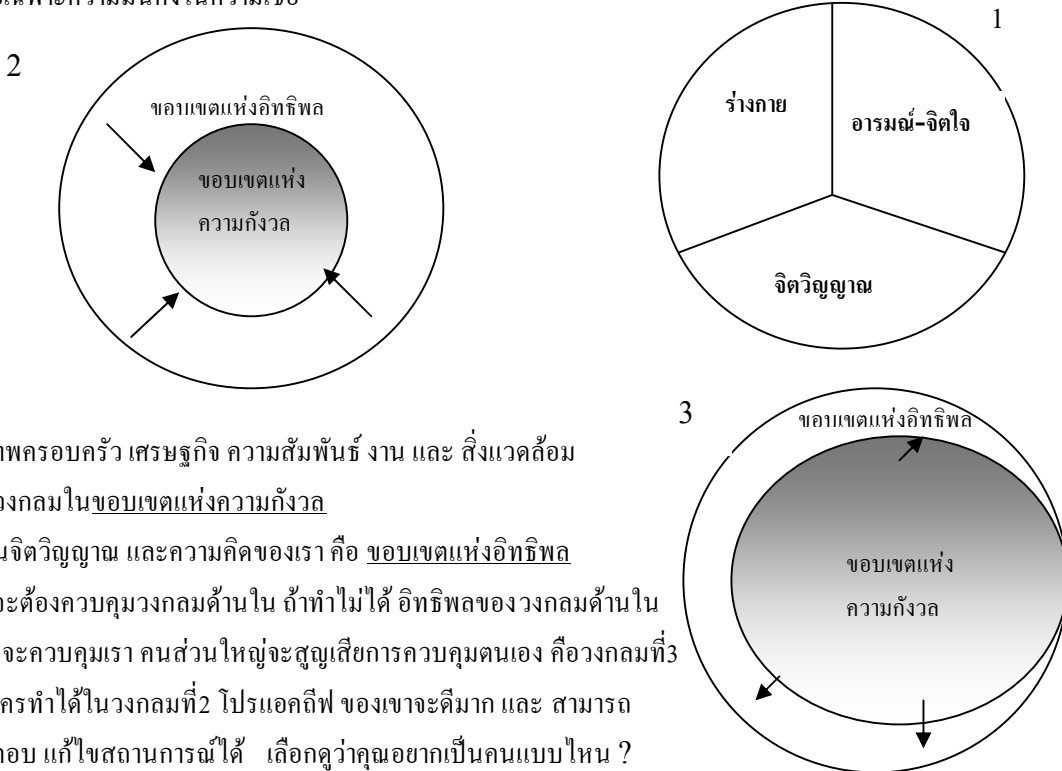 2
1
ขอบเขตแห่งอิทธิพล
ขอบเขตแห่ง
ความกังวล
ร่างกาย
อารมณ์-จิตใจ
จิตวิญญาณ
3
ขอบเขตแห่งอิทธิพล
ขอบเขตแห่ง
ความกังวล
าพครอบครัว เศรษฐกิจ ความสัมพันธ์ งาน และ สิ่งแวดล้อม
วงกลมในขอบเขตแห่งความกังวล
นจิตวิญญาณ และความคิดของเรา คือ ขอบเขตแห่งอิทธิพล
จะต้องควบคุมวงกลมด้านใน ถ้าทำไม่ได้ อิทธิพลของวงกลมด้านใน
จะควบคุมเรา คนส่วนใหญ่จะสูญเสียการควบคุมตนเอง คือวงกลมที่3
ครทำได้ในวงกลมที่2 โปรแอคถีฟ ของเขาจะดีมาก และ สามารถ
อบ แก้ไขสถานการณ์ได้ เลือกดูว่าคุณอยากเป็นคนแบบไหน ?